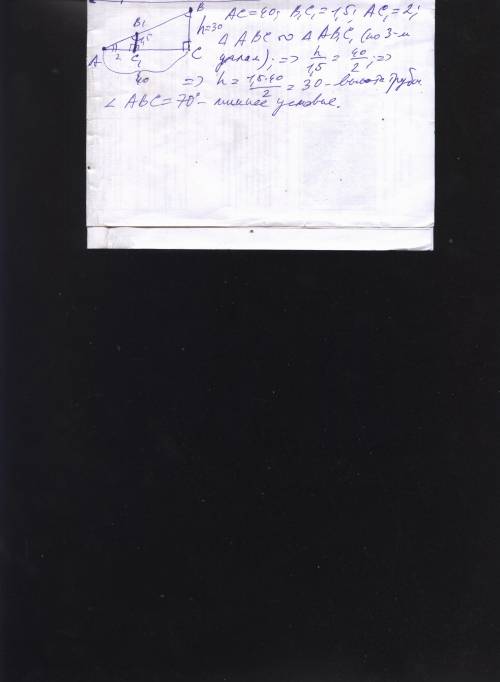 B
B₁
h=30
1,5
A
2
C₁
C
40
AC=40; B₁C₁=1,5; AC₁=2;
Δ ABC ∾ Δ AB₁C₁ (по 3-м
углам); => h/1,5 = 40/2; =>
=> h = 1,5·40/2 = 30 - высота трубы
∠ ABC=70° - лишнее условие.